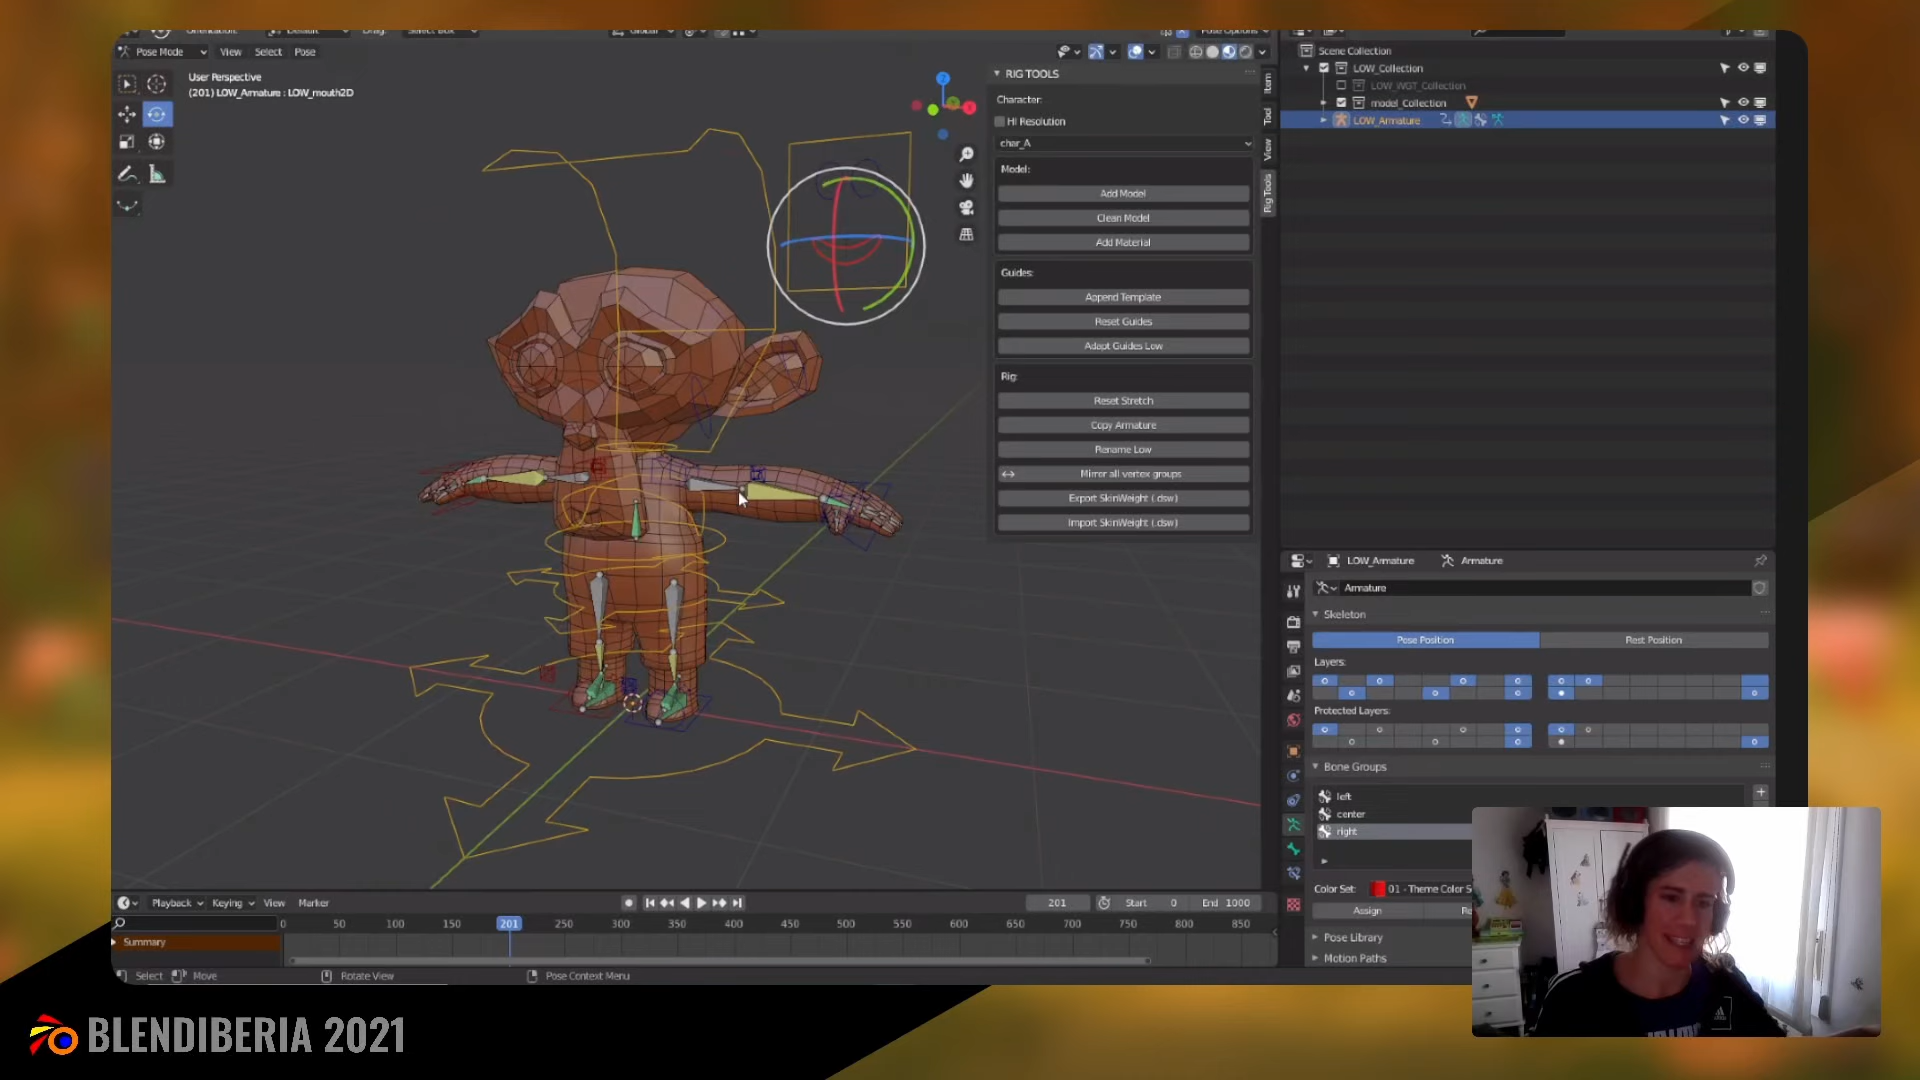 Pose Mode View Select Pose
User Perspective
(201) LOW_Armature : LOW_mouth2D
RIG TOOLS
Character:
HI Resolution
char_A
Model:
Add Model
Clean Model
Add Material
Guides:
Append Template
Reset Guides
Adapt Guides Low
Rig:
Reset Stretch
Copy Armature
Rename Low
Mirror all vertex groups
Export SkinWeight (.dsw)
Import SkinWeight (.dsw)
Item
Tool
View
Rig Tools
Scene Collection
LOW_Collection
LOW_WGT_Collection
model_Collection
LOW_Armature
LOW_Armature Armature
Armature
Skeleton
Pose Position Rest Position
Layers:
Protected Layers:
Bone Groups
left
center
right
Color Set: 01 - Theme Color S
Assign
Pose Library
Motion Paths
Playback Keying View Marker
201 Start 0 End 1000
0 50 100 150 201 250 300 350 400 450 500 550 600 650 700 750 800 850
Summary
Select Move Rotate View Pose Context Menu
BLENDIBERIA 2021